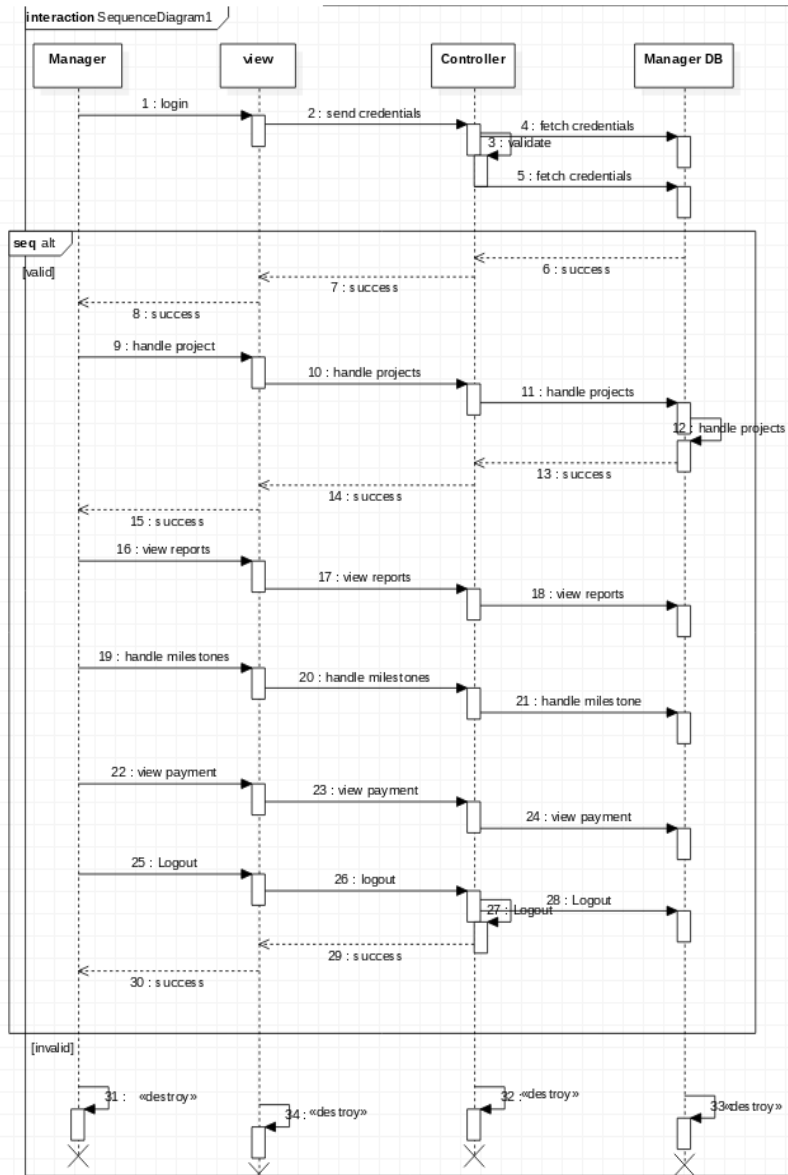 interaction SequenceDiagram1
Manager
view
Controller
Manager DB
1 : login
2 : send credentials
4 : fetch credentials
3 : validate
5 : fetch credentials
seq alt
[valid]
6 : success
7 : success
8 : success
9 : handle project
10 : handle projects
11 : handle projects
12 : handle projects
13 : success
14 : success
15 : success
16 : view reports
17 : view reports
18 : view reports
19 : handle milestones
20 : handle milestones
21 : handle milestone
22 : view payment
23 : view payment
24 : view payment
25 : Logout
26 : logout
28 : Logout
27 : Logout
29 : success
30 : success
[invalid]
31 : «destroy»
32 : «destroy»
33 «destroy»
34 : «destroy»